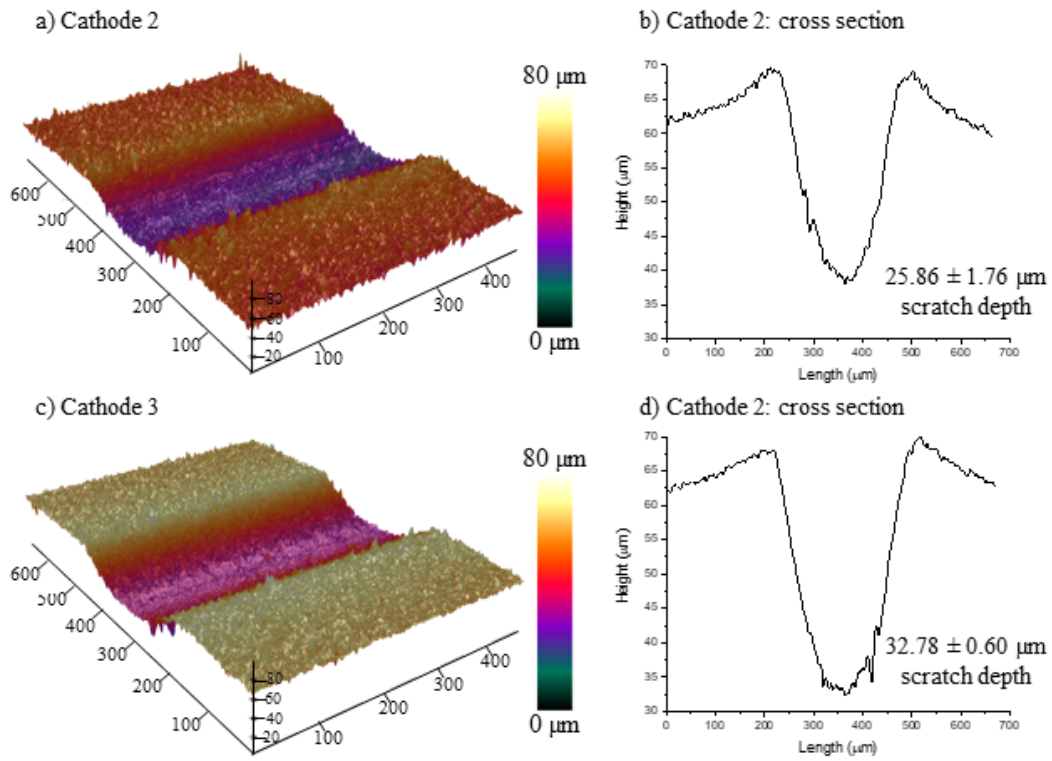 a) Cathode 2
80 μm
0 μm
600
500
400
300
200
100
80
60
40
20
100
200
300
400
b) Cathode 2: cross section
70
65
60
55
50
45
40
35
30
Height (μm)
0 100 200 300 400 500 600 700
Length (μm)
25.86 ± 1.76 μm
scratch depth
c) Cathode 3
80 μm
0 μm
600
500
400
300
200
100
80
60
40
20
100
200
300
400
d) Cathode 2: cross section
70
65
60
55
50
45
40
35
30
Height (μm)
0 100 200 300 400 500 600 700
Length (μm)
32.78 ± 0.60 μm
scratch depth